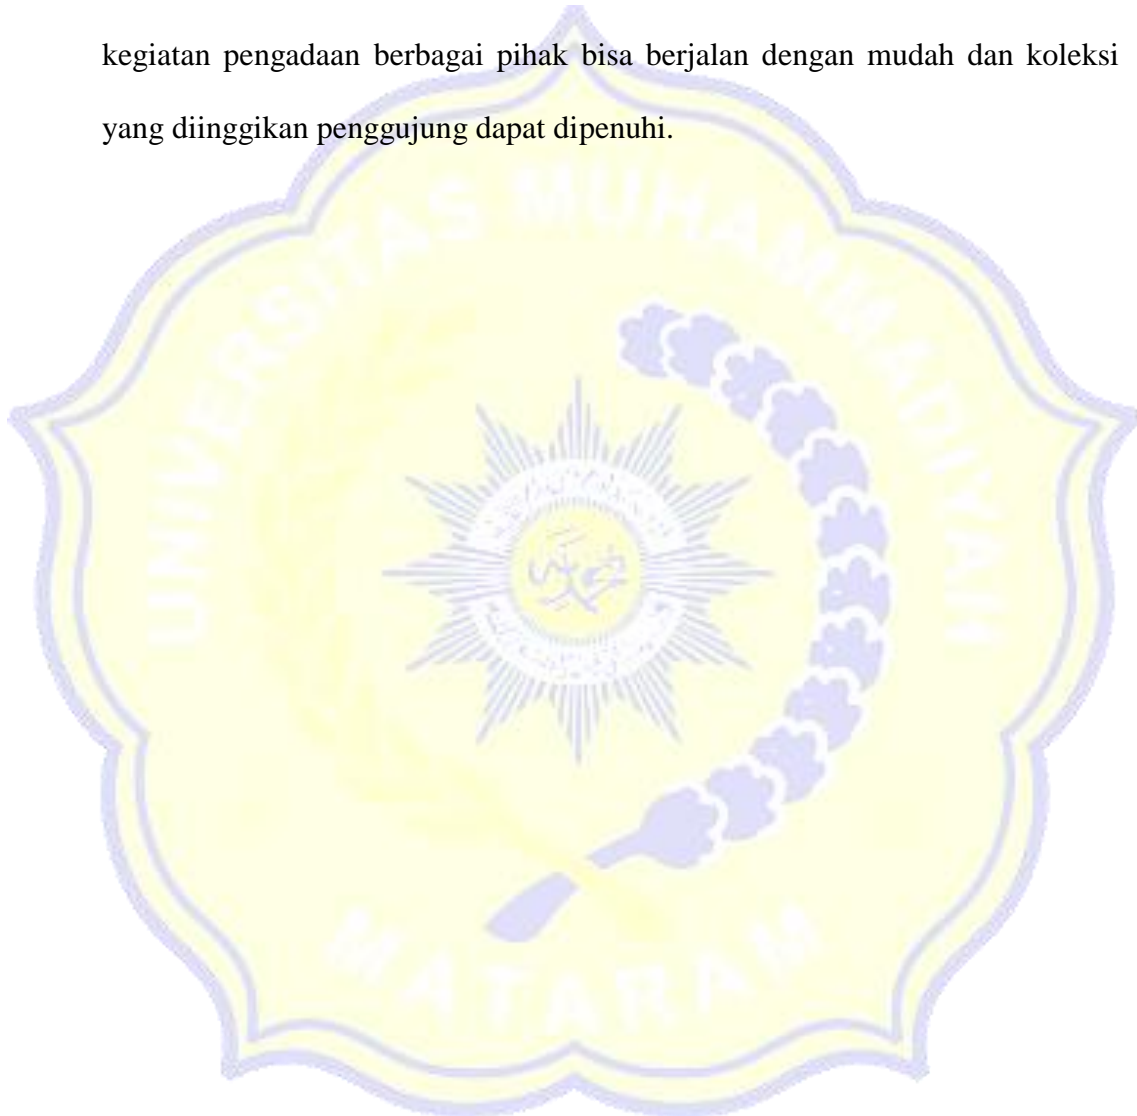 kegiatan pengadaan berbagai pihak bisa berjalan dengan mudah dan koleksi
yang diinggikan penggujung dapat dipenuhi.
UNIVERSITAS MUHAMMADIYAH
MATARAM